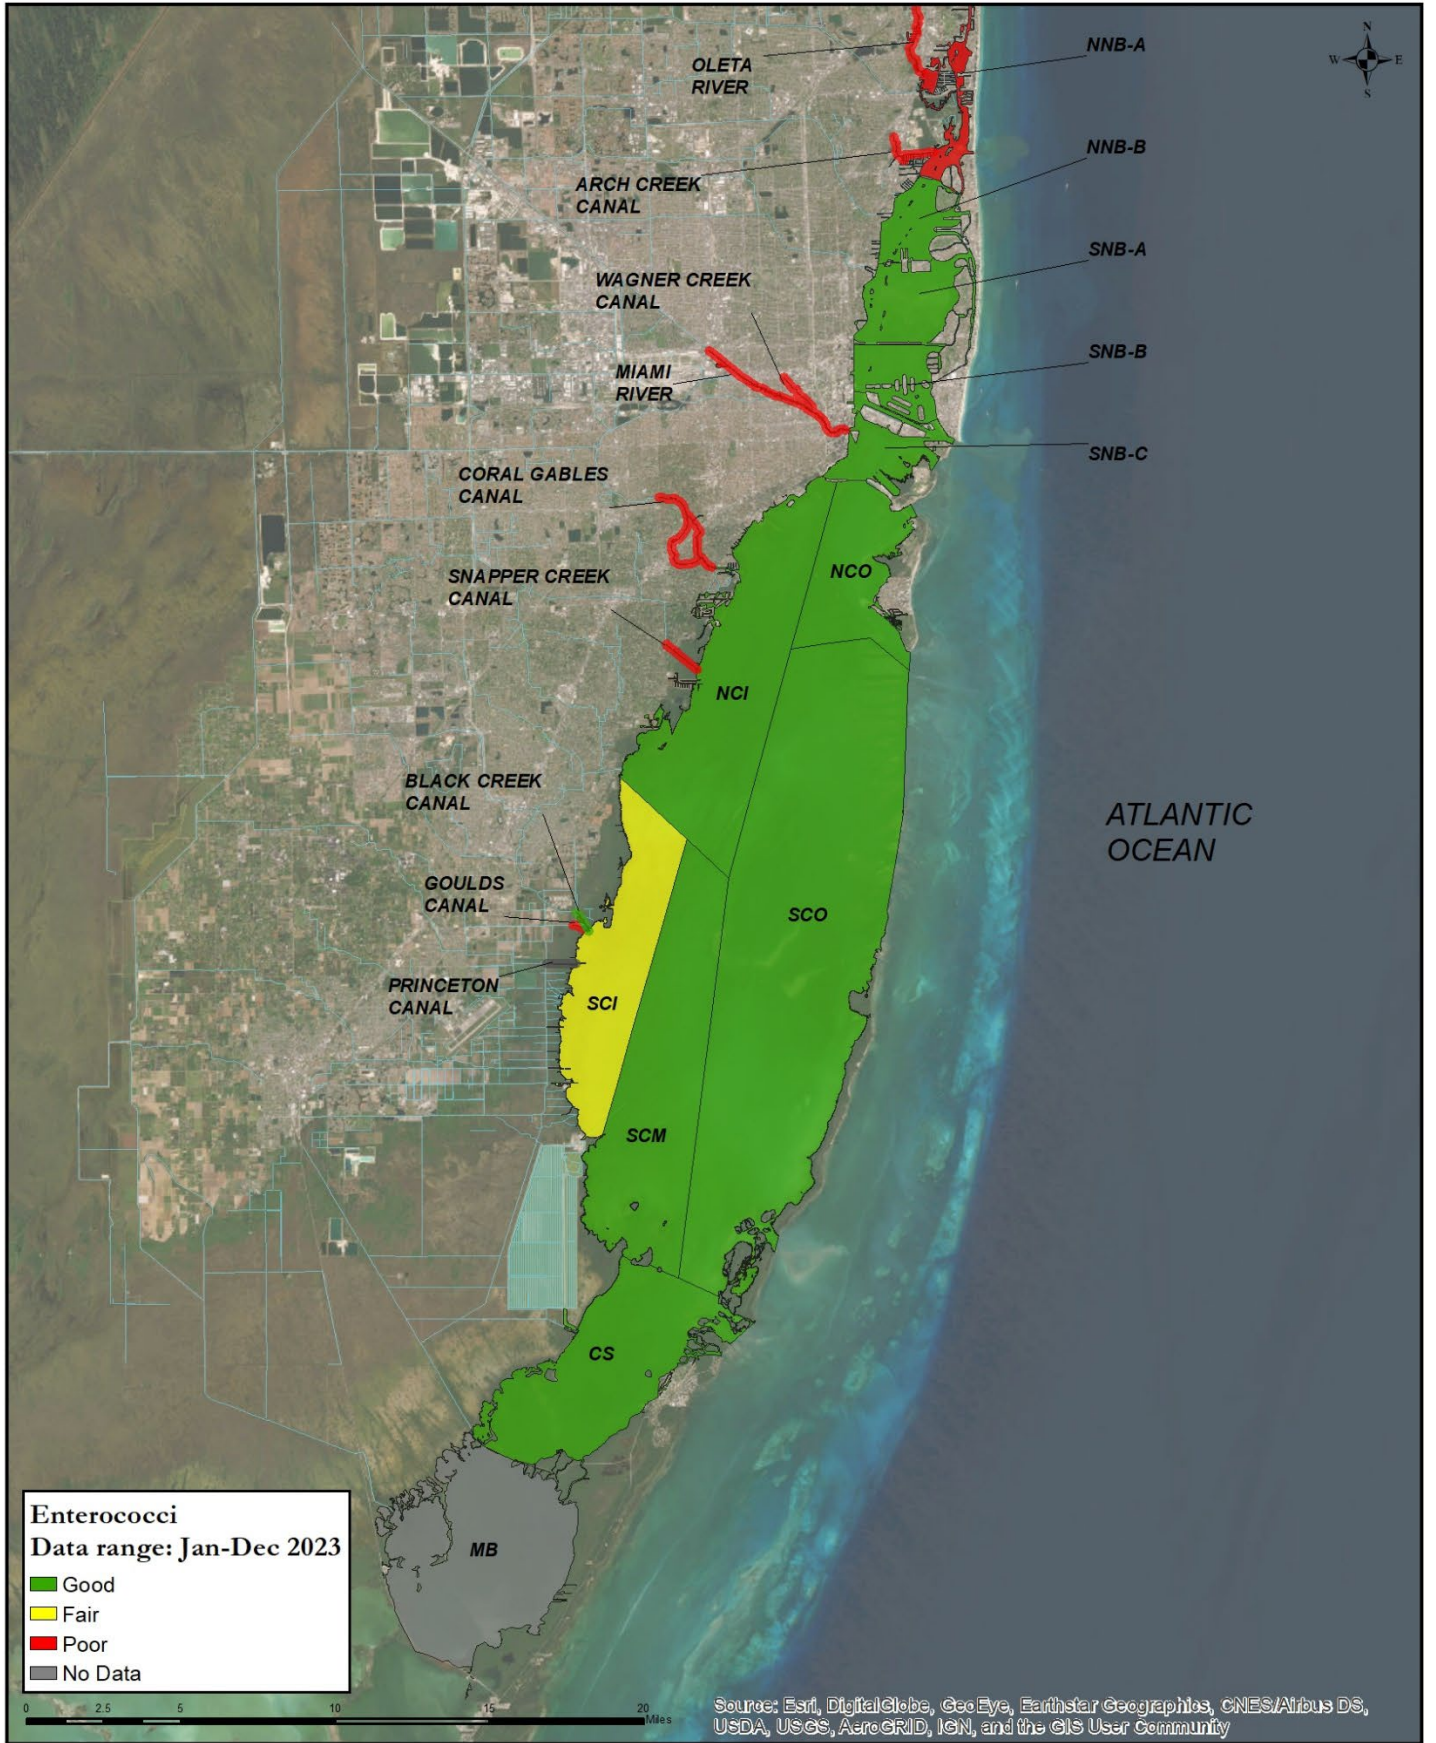 N
W E
S
OLETA
RIVER
NNB-A
ARCH CREEK
CANAL
NNB-B
SNB-A
WAGNER CREEK
CANAL
SNB-B
MIAMI
RIVER
SNB-C
CORAL GABLES
CANAL
NCO
SNAPPER CREEK
CANAL
NCI
BLACK CREEK
CANAL
ATLANTIC
OCEAN
GOULDS
CANAL
SCO
PRINCETON
CANAL
SCI
SCM
CS
MB
Enterococci
Data range: Jan-Dec 2023
Good
Fair
Poor
No Data
0 2.5 5 10 15 20
Miles
Source: Esri, DigitalGlobe, GeoEye, Earthstar Geographics, CNES/Airbus DS,
USDA, USGS, AeroGRID, IGN, and the GIS User Community